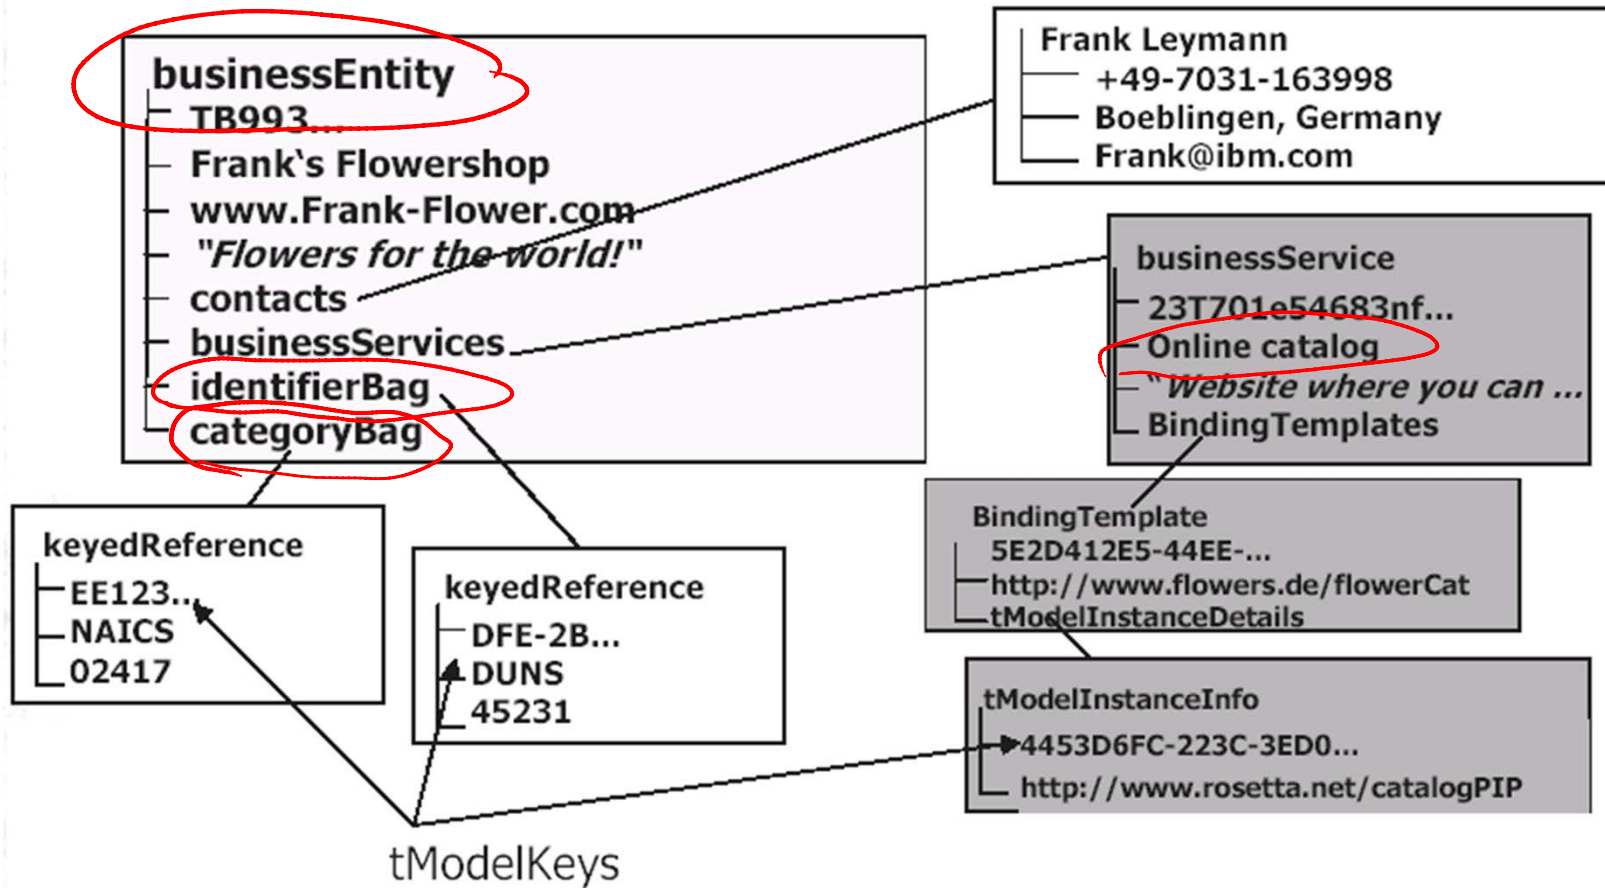 businessEntity
TB993...
Frank's Flowershop
www.Frank-Flower.com
"Flowers for the world!"
contacts
businessServices
identifierBag
categoryBag
Frank Leymann
+49-7031-163998
Boeblingen, Germany
Frank@ibm.com
businessService
23T701e54683nf...
Online catalog
"Website where you can ...
BindingTemplates
BindingTemplate
5E2D412E5-44EE-...
http://www.flowers.de/flowerCat
tModelInstanceDetails
tModelInstanceInfo
4453D6FC-223C-3ED0...
http://www.rosetta.net/catalogPIP
keyedReference
EE123...
NAICS
02417
keyedReference
DFE-2B...
DUNS
45231
tModelKeys